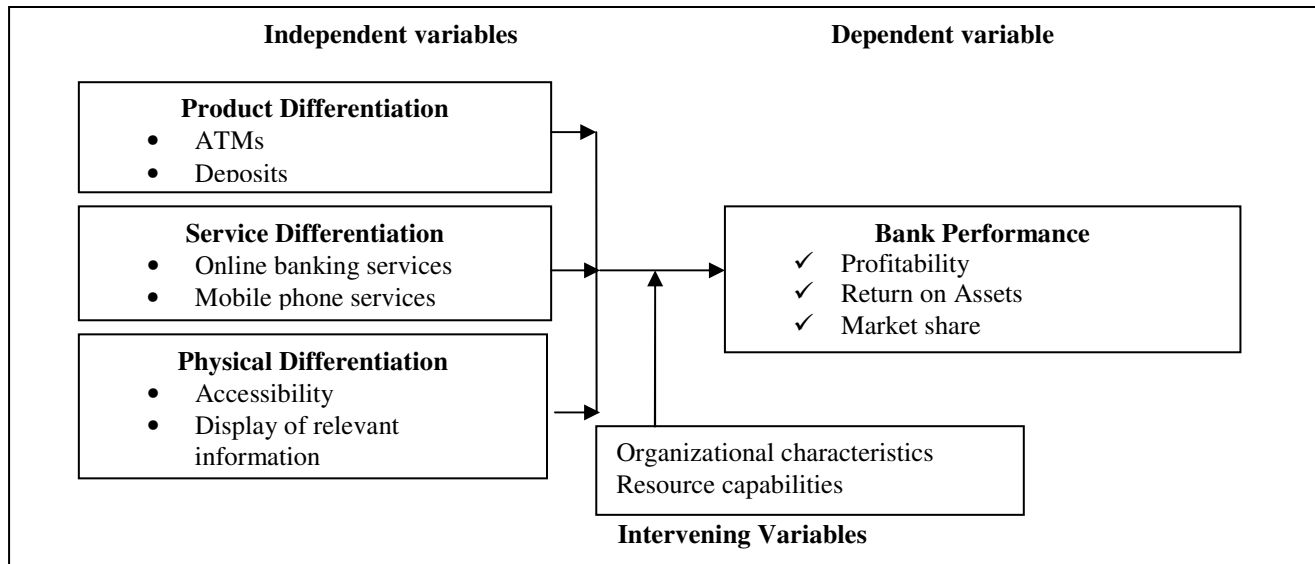 Independent variables
Dependent variable
Product Differentiation
• ATMs
• Deposits
Service Differentiation
• Online banking services
• Mobile phone services
Physical Differentiation
• Accessibility
• Display of relevant
information
Bank Performance
✓ Profitability
✓ Return on Assets
✓ Market share
Organizational characteristics
Resource capabilities
Intervening Variables